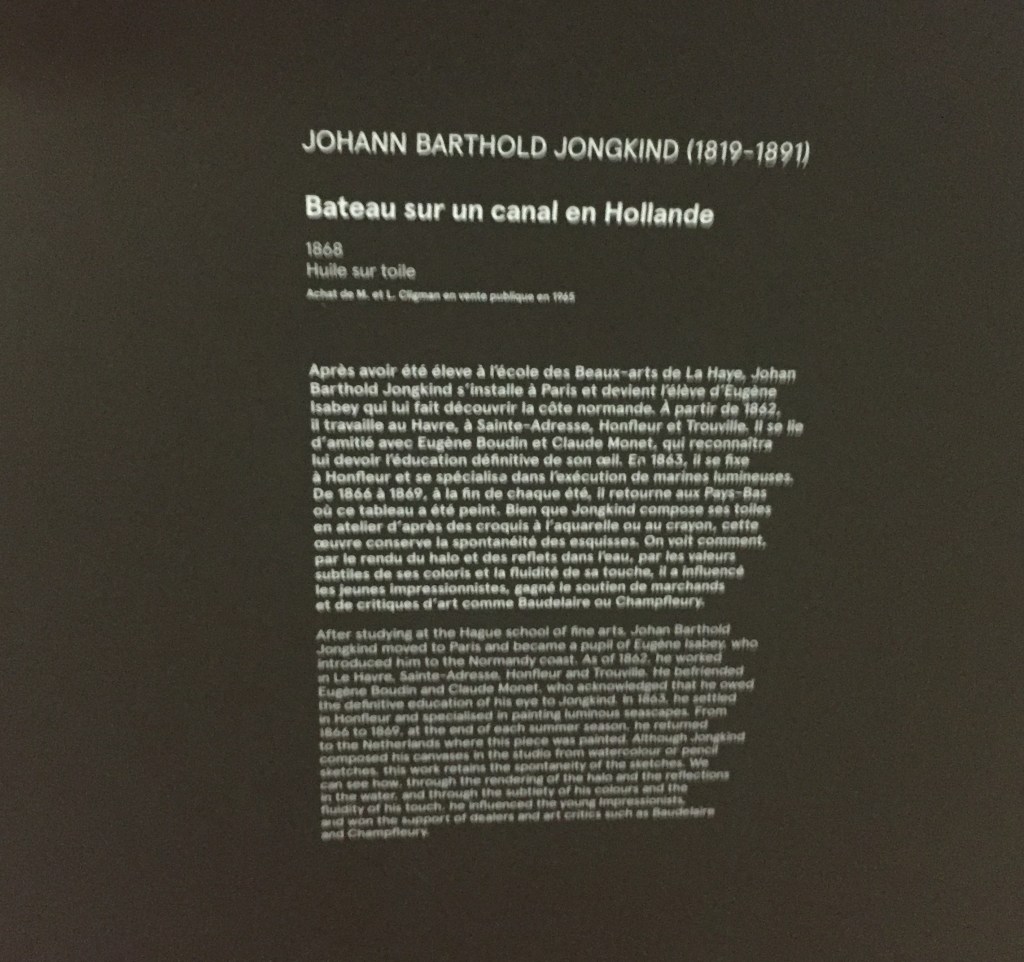 JOHANN BARTHOLD JONGKIND (1819-1891)
Bateau sur un canal en Hollande
1868
Huile sur toile
Achat de M. et L. Cligman en vente publique en 1965
Après avoir été éleve à l'école des Beaux-arts de La Haye, Johan
Barthold Jongkind s'installe à Paris et devient l'élève d'Eugène
Isabey qui lui fait découvrir la côte normande. À partir de 1862,
il travaille au Havre, à Sainte-Adresse, Honfleur et Trouville. Il se lie
d'amitié avec Eugène Boudin et Claude Monet, qui reconnaîtra
lui devoir l'éducation définitive de son œil. En 1863, il se fixe
à Honfleur et se spécialise dans l'exécution de marines lumineuses.
De 1866 à 1869, à la fin de chaque été, il retourne aux Pays-Bas
où ce tableau a été peint. Bien que Jongkind compose ses toiles
en atelier d'après des croquis à l'aquarelle ou au crayon, cette
œuvre conserve la spontanéité des esquisses. On voit comment,
par le rendu du halo et des reflets dans l'eau, par les valeurs
subtiles de ses coloris et la fluidité de sa touche, il a influencé
les jeunes impressionnistes, gagné le soutien de marchands
et de critiques d'art comme Baudelaire ou Champfleury.
After studying at the Hague school of fine arts, Johan Barthold
Jongkind moved to Paris and became a pupil of Eugène Isabey, who
introduced him to the Normandy coast. As of 1862, he worked
in Le Havre, Sainte-Adresse, Honfleur and Trouville. He befriended
Eugène Boudin and Claude Monet, who acknowledged that he owed
the definitive education of his eye to Jongkind. In 1863, he settled
in Honfleur and specialised in painting luminous seascapes. From
1866 to 1869, at the end of each summer season, he returned
to the Netherlands where this piece was painted. Although Jongkind
composed his canvases in the studio from watercolour or pencil
sketches, this work retains the spontaneity of the sketches. We
can see how, through the rendering of the halo and the reflections
in the water, and through the subtlety of his colours and the
fluidity of his touch, he influenced the young Impressionists,
and won the support of dealers and art critics such as Baudelaire
and Champfleury.